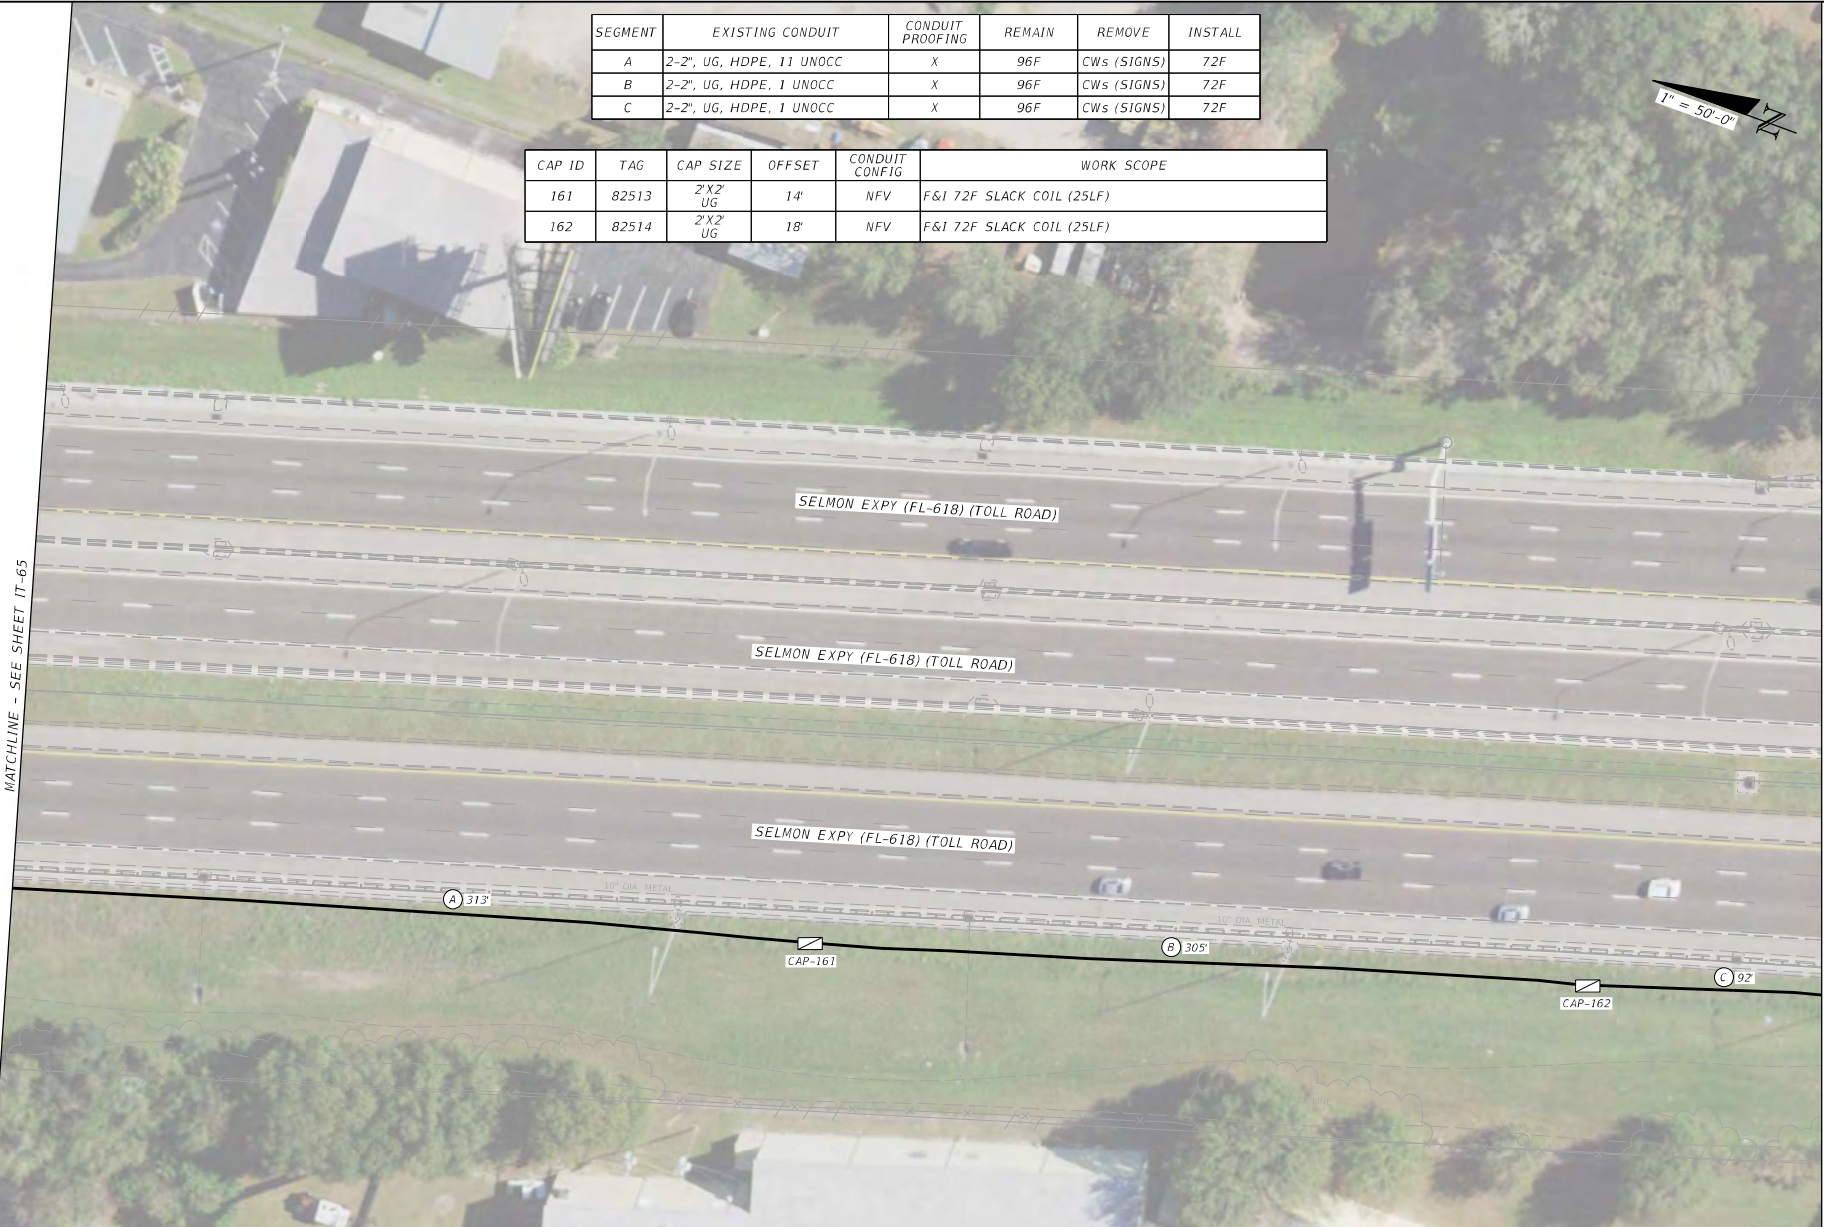 SEGMENT EXISTING CONDUIT CONDUIT PROOFING REMAIN REMOVE INSTALL
A 2-2", UG, HDPE, 11 UNOCC X 96F CWs (SIGNS) 72F
B 2-2", UG, HDPE, 1 UNOCC X 96F CWs (SIGNS) 72F
C 2-2", UG, HDPE, 1 UNOCC X 96F CWs (SIGNS) 72F
1" = 50'-0"
N
CAP ID TAG CAP SIZE OFFSET CONDUIT CONFIG WORK SCOPE
161 82513 2'X2' UG 14' NFV F&I 72F SLACK COIL (25LF)
162 82514 2'X2' UG 18' NFV F&I 72F SLACK COIL (25LF)
SELMON EXPY (FL-618) (TOLL ROAD)
MATCHLINE - SEE SHEET IT-65
SELMON EXPY (FL-618) (TOLL ROAD)
SELMON EXPY (FL-618) (TOLL ROAD)
10" DIA. METAL
A 313'
10" DIA. METAL
B 305'
CAP-161
C 92'
CAP-162